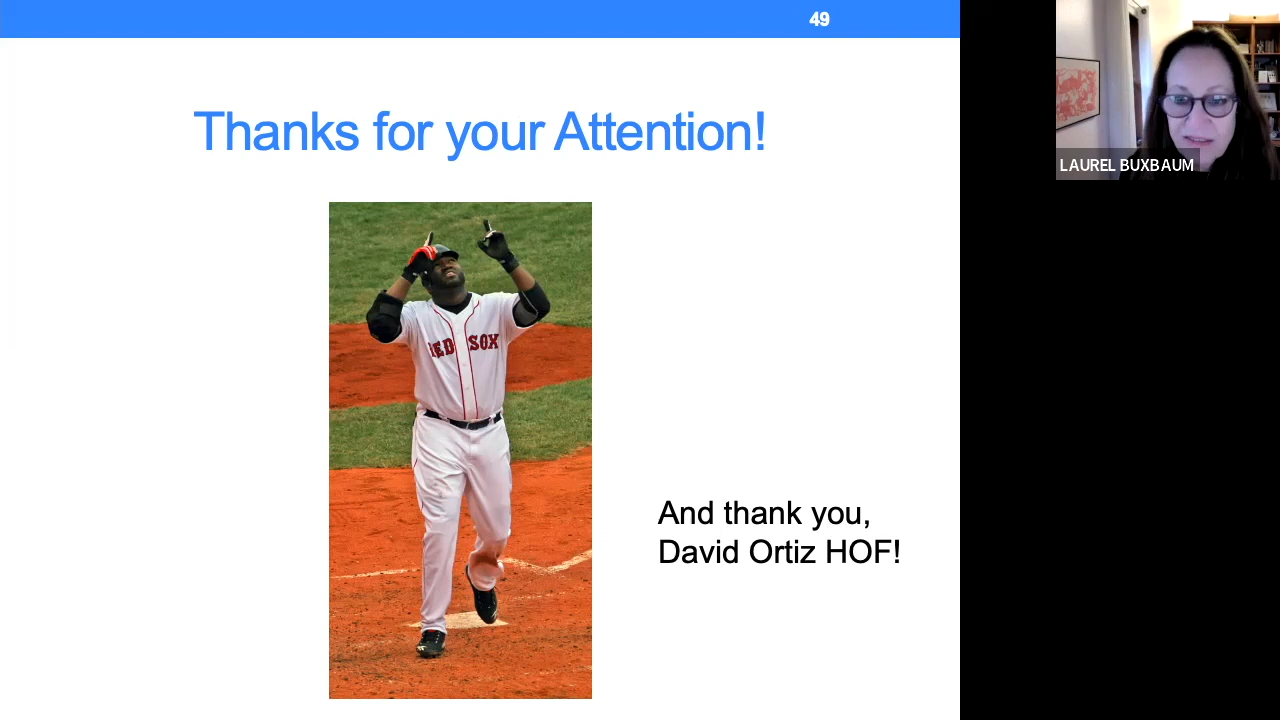 49
Thanks for your Attention!
RED SOX
And thank you,
David Ortiz HOF!
LAUREL BUXBAUM